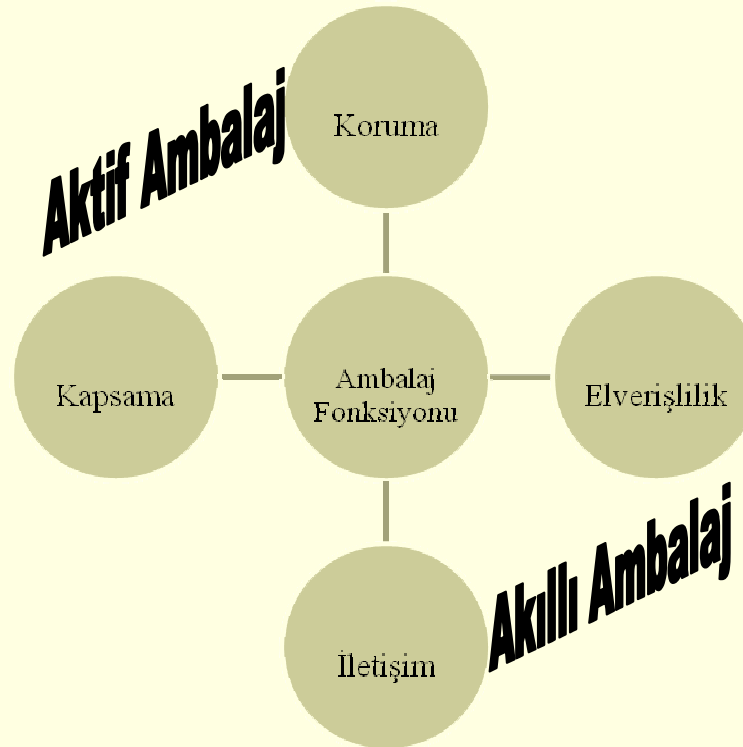 Aktif Ambalaj
Koruma
Kapsama
Ambalaj
Fonksiyonu
Elverişlilik
Akıllı Ambalaj
İletişim